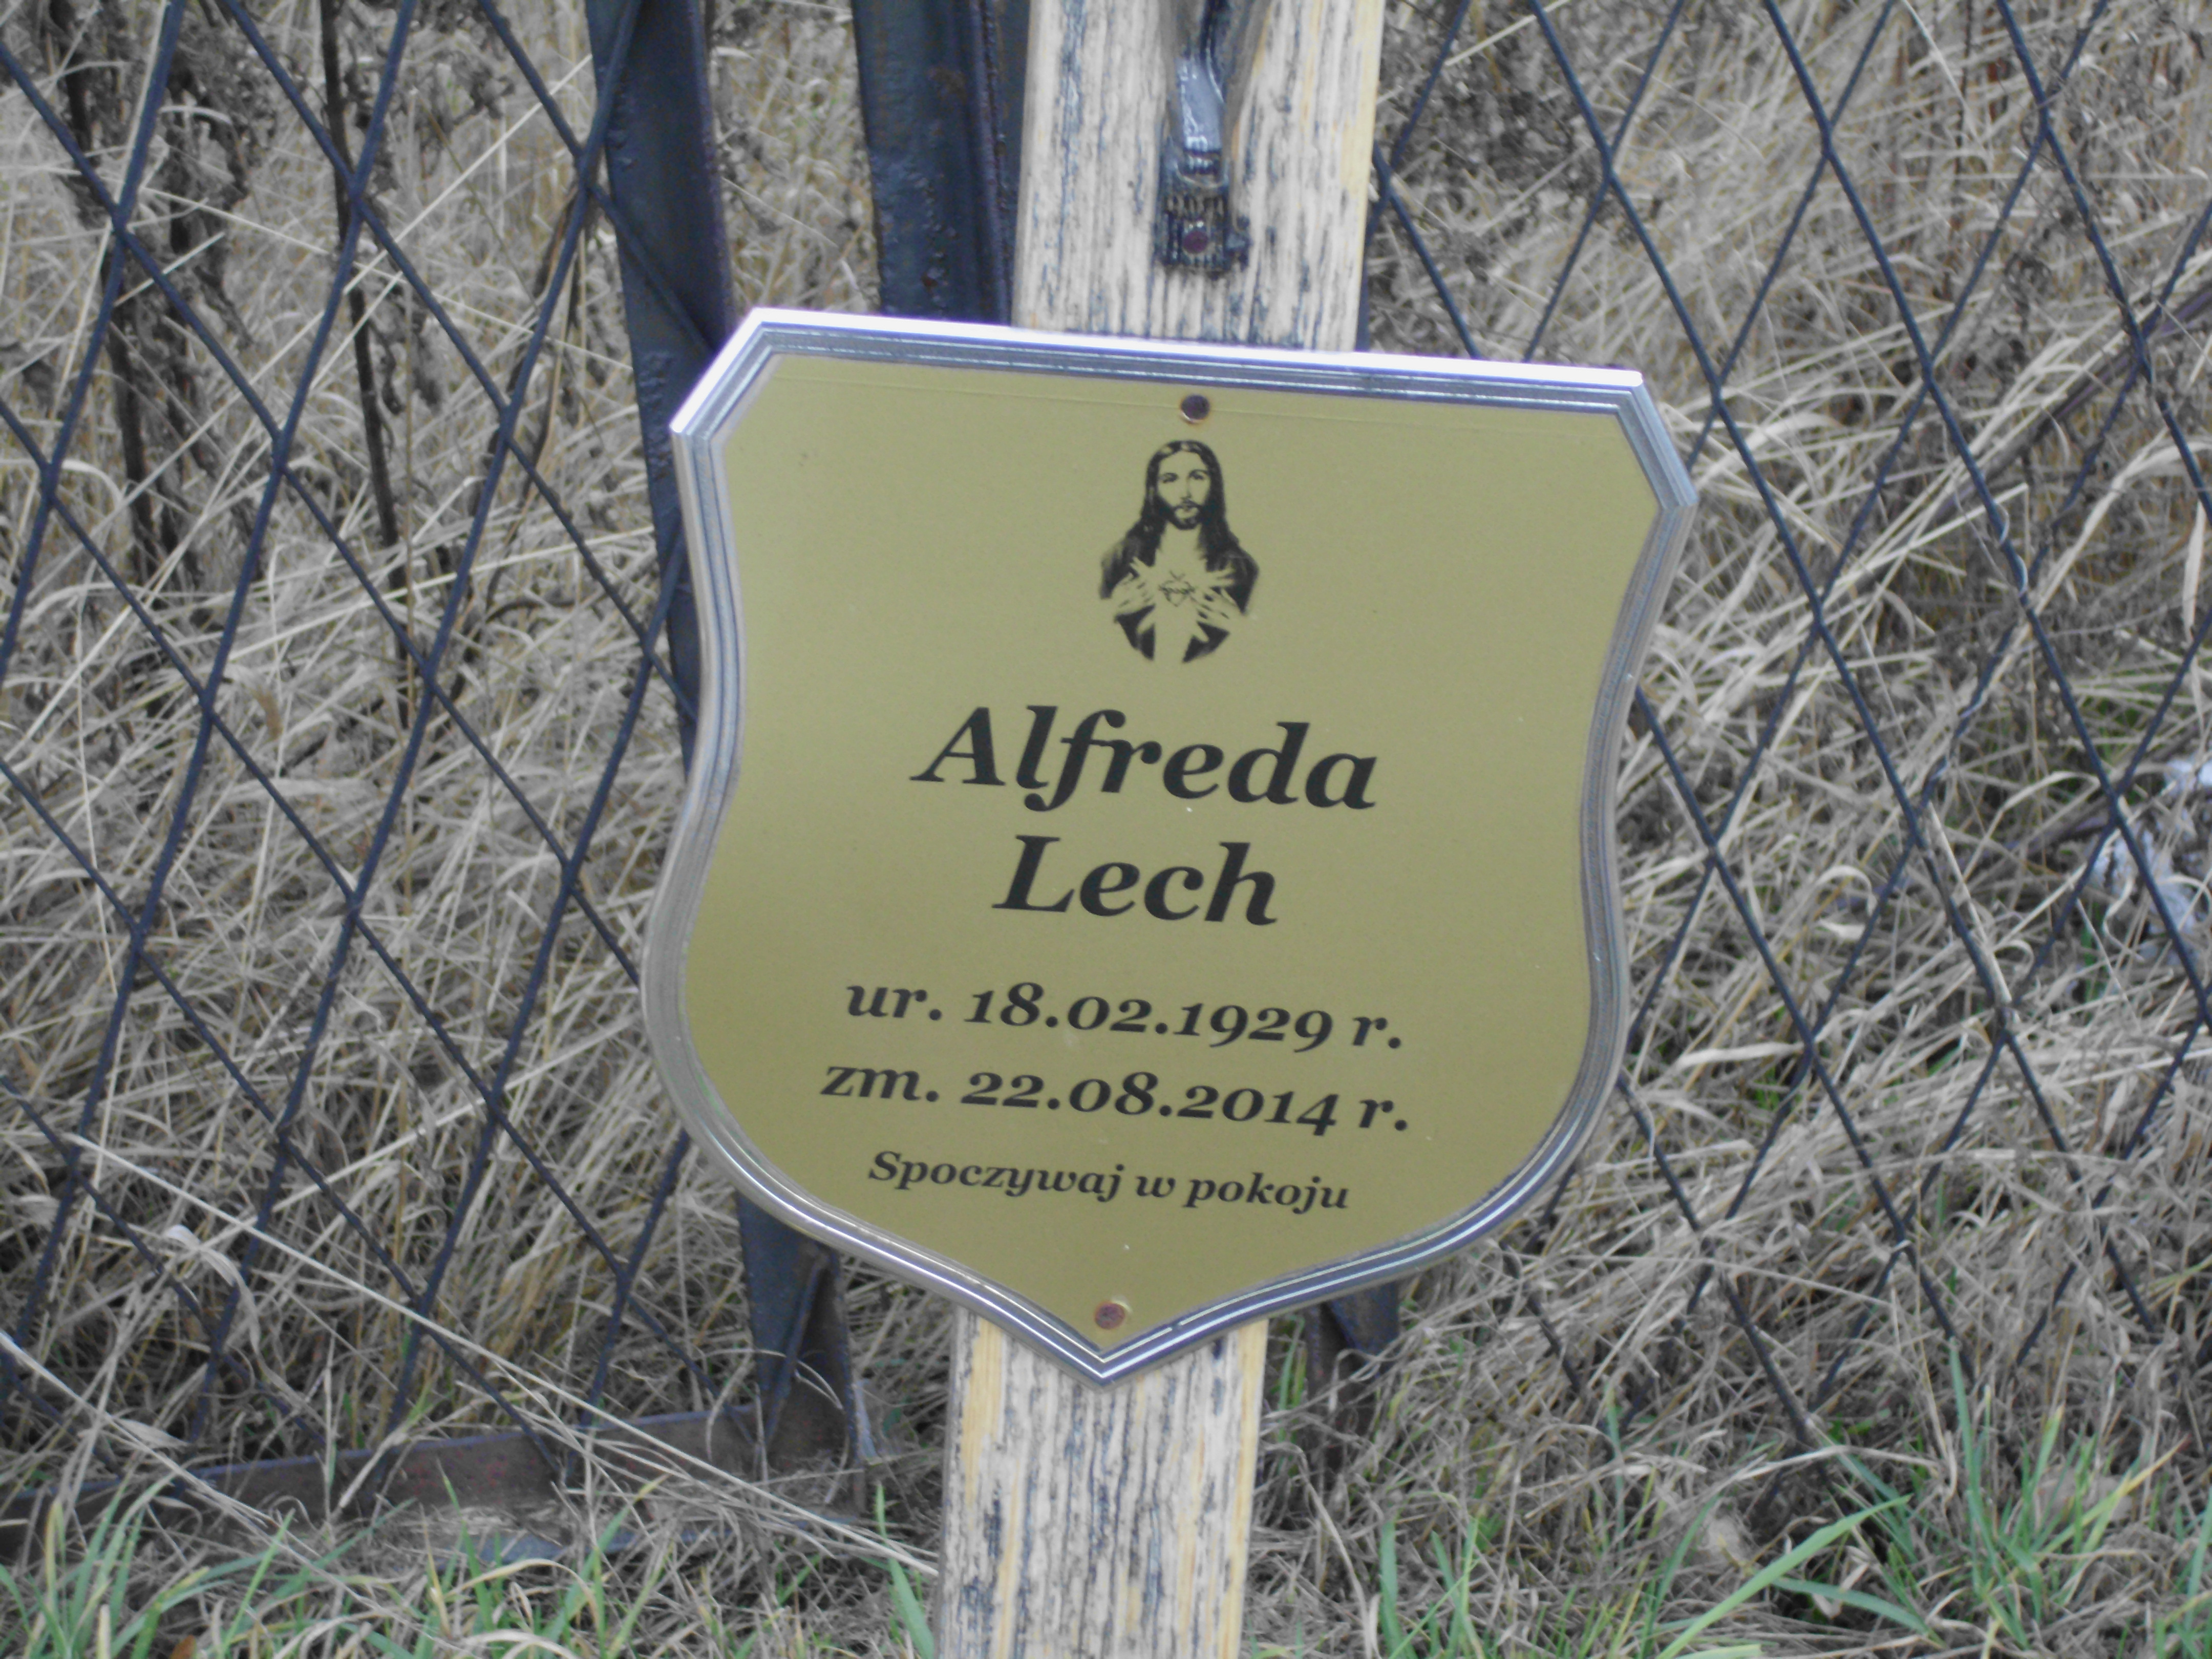 Alfreda
Lech
ur. 18.02.1929 r.
zm. 22.08.2014 r.
Spoczywaj w pokoju